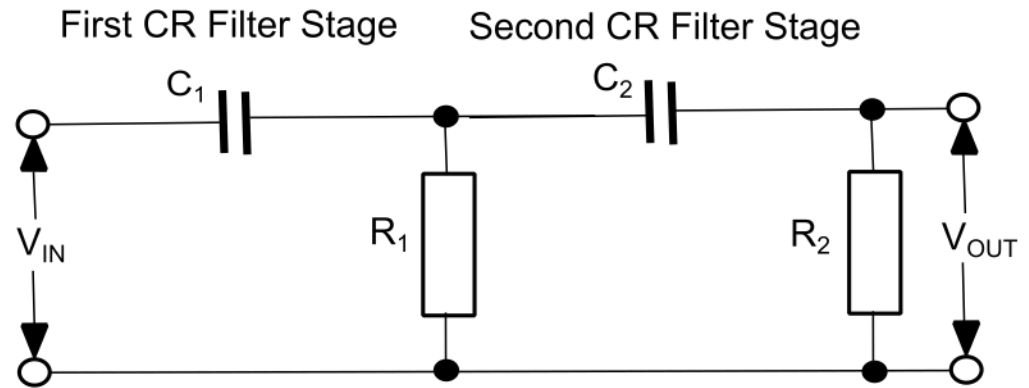 First CR Filter Stage
Second CR Filter Stage
C1
C2
R1
R2
VIN
VOUT